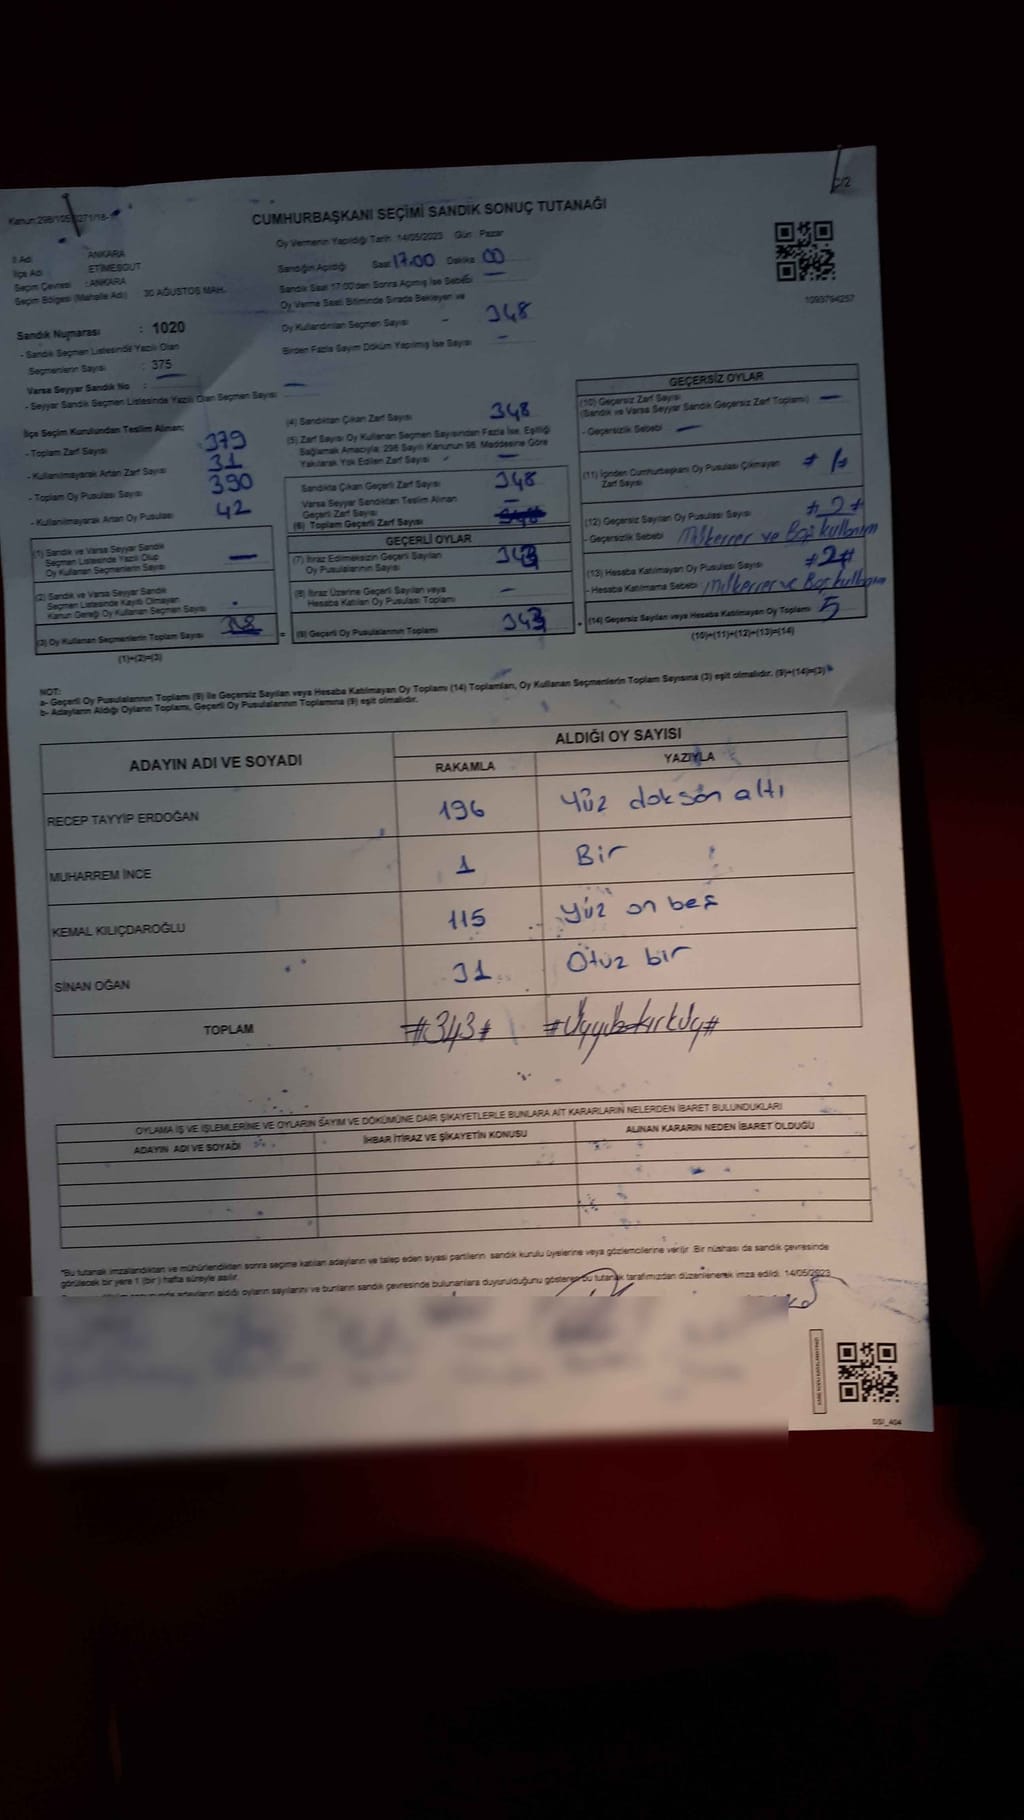 C/2
CUMHURBAŞKANI SEÇİMİ SANDIK SONUÇ TUTANAĞI
Oy Vermenin Yapıldığı Tarih: 14/05/2023 Gün: Pazar
İl Adı : ANKARA
İlçe Adı : ETİMESGUT
Seçim Çevresi : ANKARA
Seçim Bölgesi (Mahalle Adı) 30 AĞUSTOS MAH.
Sandık Numarası : 1020
- Sandık Seçmen Listesinde Yazılı Olan
Seçmenlerin Sayısı : 375
Varsa Seyyar Sandık No :
- Seyyar Sandık Seçmen Listesinde Yazılı Olan Seçmen Sayısı
Sandığın Açıldığı Saat 17:00 Dakika 00
Sandık Saat 17:00'den Sonra Açılmış İse Sebebi
Oy Verme Saati Bitiminde Sırada Bekleyen ve
Oy Kullandırılan Seçmen Sayısı - 348
Birden Fazla Sayım Döküm Yapılmış İse Sayısı -
1093794257
İlçe Seçim Kurulundan Teslim Alınan;
- Toplam Zarf Sayısı 379
- Kullanılmayarak Artan Zarf Sayısı 31
- Toplam Oy Pusulası Sayısı 390
- Kullanılmayarak Artan Oy Pusulası 42
(1) Sandık ve Varsa Seyyar Sandık
Seçmen Listesinde Yazılı Olup
Oy Kullanan Seçmenlerin Sayısı
(2) Sandık ve Varsa Seyyar Sandık
Seçmen Listesinde Kayıtlı Olmayan
Kanun Gereği Oy Kullanan Seçmen Sayısı
(3) Oy Kullanan Seçmenlerin Toplam Sayısı
(1)+(2)=(3)
(4) Sandıktan Çıkan Zarf Sayısı 348
(5) Zarf Sayısı Oy Kullanan Seçmen Sayısından Fazla İse, Eşitliği
Sağlamak Amacıyla, 298 Sayılı Kanunun 98. Maddesine Göre
Yakılarak Yok Edilen Zarf Sayısı -
Sandıkta Çıkan Geçerli Zarf Sayısı 348
Varsa Seyyar Sandıktan Teslim Alınan
Geçerli Zarf Sayısı -
(6) Toplam Geçerli Zarf Sayısı
GEÇERLİ OYLAR
(7) İtiraz Edilmeksizin Geçerli Sayılan
Oy Pusulalarının Sayısı 343
(8) İtiraz Üzerine Geçerli Sayılan veya
Hesaba Katılan Oy Pusulası Toplamı -
= (9) Geçerli Oy Pusulalarının Toplamı 343
GEÇERSİZ OYLAR
(10) Geçersiz Zarf Sayısı
(Sandık ve Varsa Seyyar Sandık Geçersiz Zarf Toplamı) -
- Geçersizlik Sebebi -
(11) İçinden Cumhurbaşkanı Oy Pusulası Çıkmayan
Zarf Sayısı # 1 #
(12) Geçersiz Sayılan Oy Pusulası Sayısı #2#
- Geçersizlik Sebebi Mükerrer ve Boş kullanım
(13) Hesaba Katılmayan Oy Pusulası Sayısı #2#
- Hesaba Katılmama Sebebi Mükerrer ve Boş kullanım
+ (14) Geçersiz Sayılan veya Hesaba Katılmayan Oy Toplamı 5
(10)+(11)+(12)+(13)=(14)
NOT:
a- Geçerli Oy Pusulalarının Toplamı (9) ile Geçersiz Sayılan veya Hesaba Katılmayan Oy Toplamı (14) Toplamları, Oy Kullanan Seçmenlerin Toplam Sayısına (3) eşit olmalıdır. (9)+(14)=(3)
b- Adayların Aldığı Oyların Toplamı, Geçerli Oy Pusulalarının Toplamına (9) eşit olmalıdır.
ADAYIN ADI VE SOYADI ALDIĞI OY SAYISI
RAKAMLA YAZIYLA
RECEP TAYYİP ERDOĞAN 196 Yüz doksan altı
MUHARREM İNCE 1 Bir
KEMAL KILIÇDAROĞLU 115 Yüz on beş
SİNAN OĞAN 31 Otuz bir
TOPLAM #343# #Üçyüzkırküç#
OYLAMA İŞ VE İŞLEMLERİNE VE OYLARIN SAYIM VE DÖKÜMÜNE DAİR ŞİKAYETLERLE BUNLARA AİT KARARLARIN NELERDEN İBARET BULUNDUKLARI
ADAYIN ADI VE SOYADI İHBAR İTİRAZ VE ŞİKAYETİN KONUSU ALINAN KARARIN NEDEN İBARET OLDUĞU
*Bu tutanak imzalandıktan ve mühürlendikten sonra seçime katılan adayların ve talep eden siyasi partilerin sandık kurulu üyelerine veya gözlemcilerine verilir. Bir nüshası da sandık çevresinde
görülecek bir yere 1 (bir) hafta süreyle asılır.
adayların aldığı oyların sayılarını ve bunların sandık çevresinde bulunanlara duyurulduğunu gösteren bu tutanak tarafımızdan düzenlenerek imza edildi. 14/05/2023
DSI_404